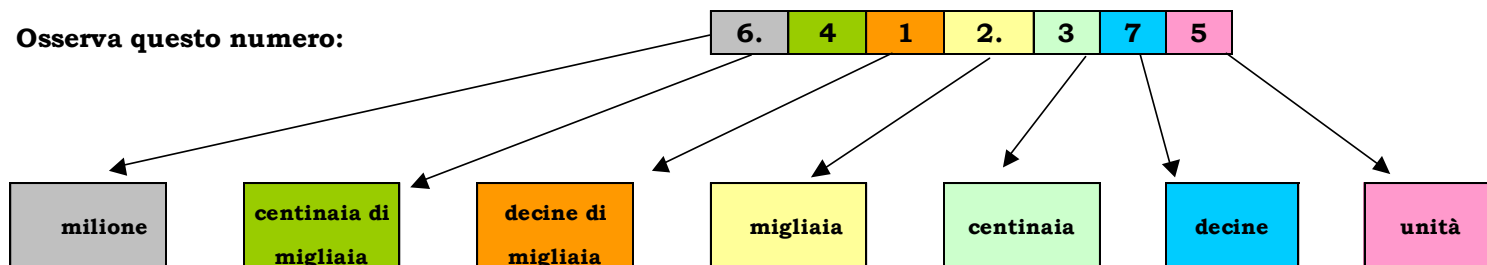 Osserva questo numero:
6. 4 1 2. 3 7 5
milione
centinaia di
migliaia
decine di
migliaia
migliaia
centinaia
decine
unità